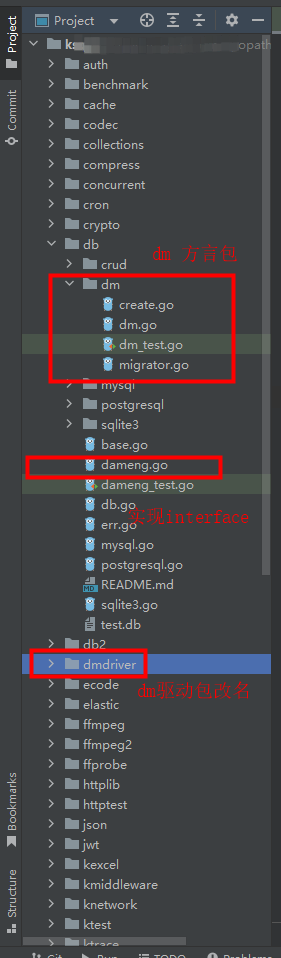 Project
Project
Commit
auth
benchmark
cache
codec
collections
compress
concurrent
cron
crypto
db
crud
dm 方言包
dm
create.go
dm.go
dm_test.go
migrator.go
mysql
postgresql
sqlite3
base.go
dameng.go
dameng_test.go
db.go
实现interface
err.go
mysql.go
postgresql.go
README.md
sqlite3.go
test.db
db2
dmdriver
ecode
dm驱动包改名
elastic
ffmpeg
ffmpeg2
ffprobe
httplib
httptest
json
jwt
kexcel
kmiddleware
knetwork
ktest
ktrace
Bookmarks
Structure
Git
Run
TODO
Problems